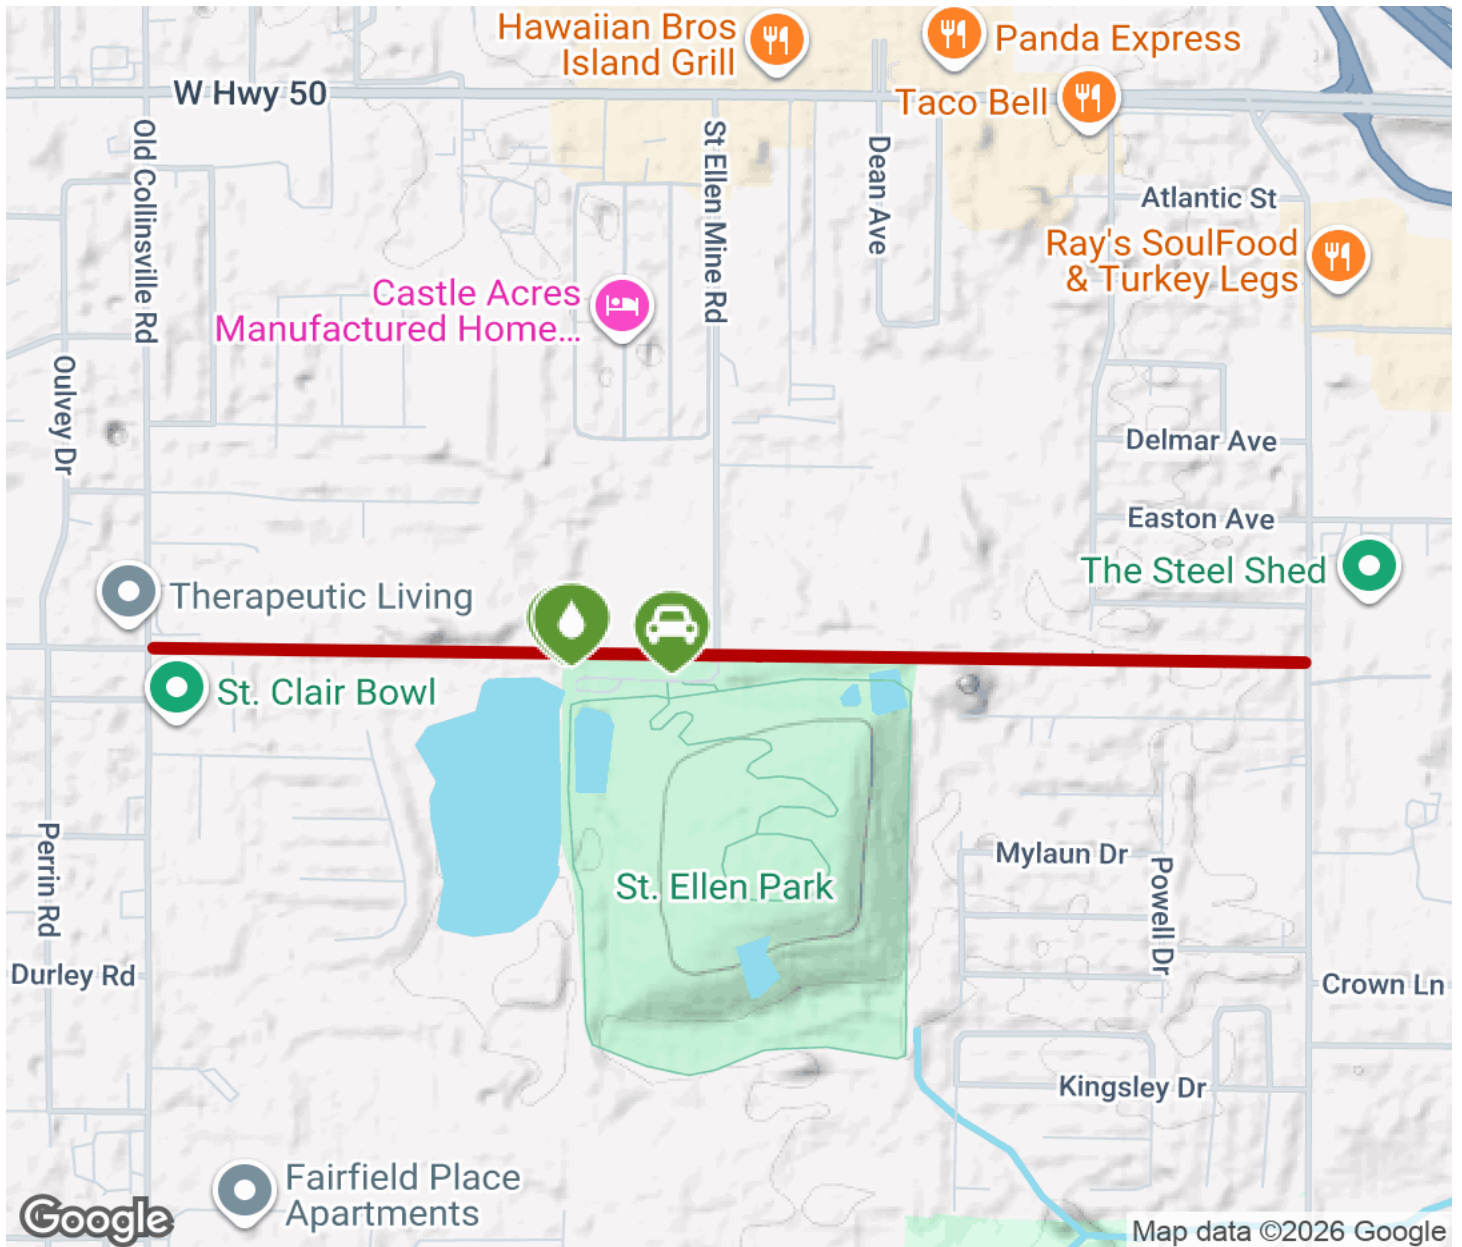 Hawaiian Bros
Island Grill
Panda Express
W Hwy 50
Taco Bell
Old Collinsville Rd
St Ellen Mine Rd
Dean Ave
Atlantic St
Ray's SoulFood
& Turkey Legs
Castle Acres
Manufactured Home...
Oulvey Dr
Delmar Ave
Easton Ave
The Steel Shed
Therapeutic Living
St. Clair Bowl
Perrin Rd
Mylaun Dr
Powell Dr
St. Ellen Park
Durley Rd
Crown Ln
Kingsley Dr
Fairfield Place
Apartments
Google
Map data ©2026 Google